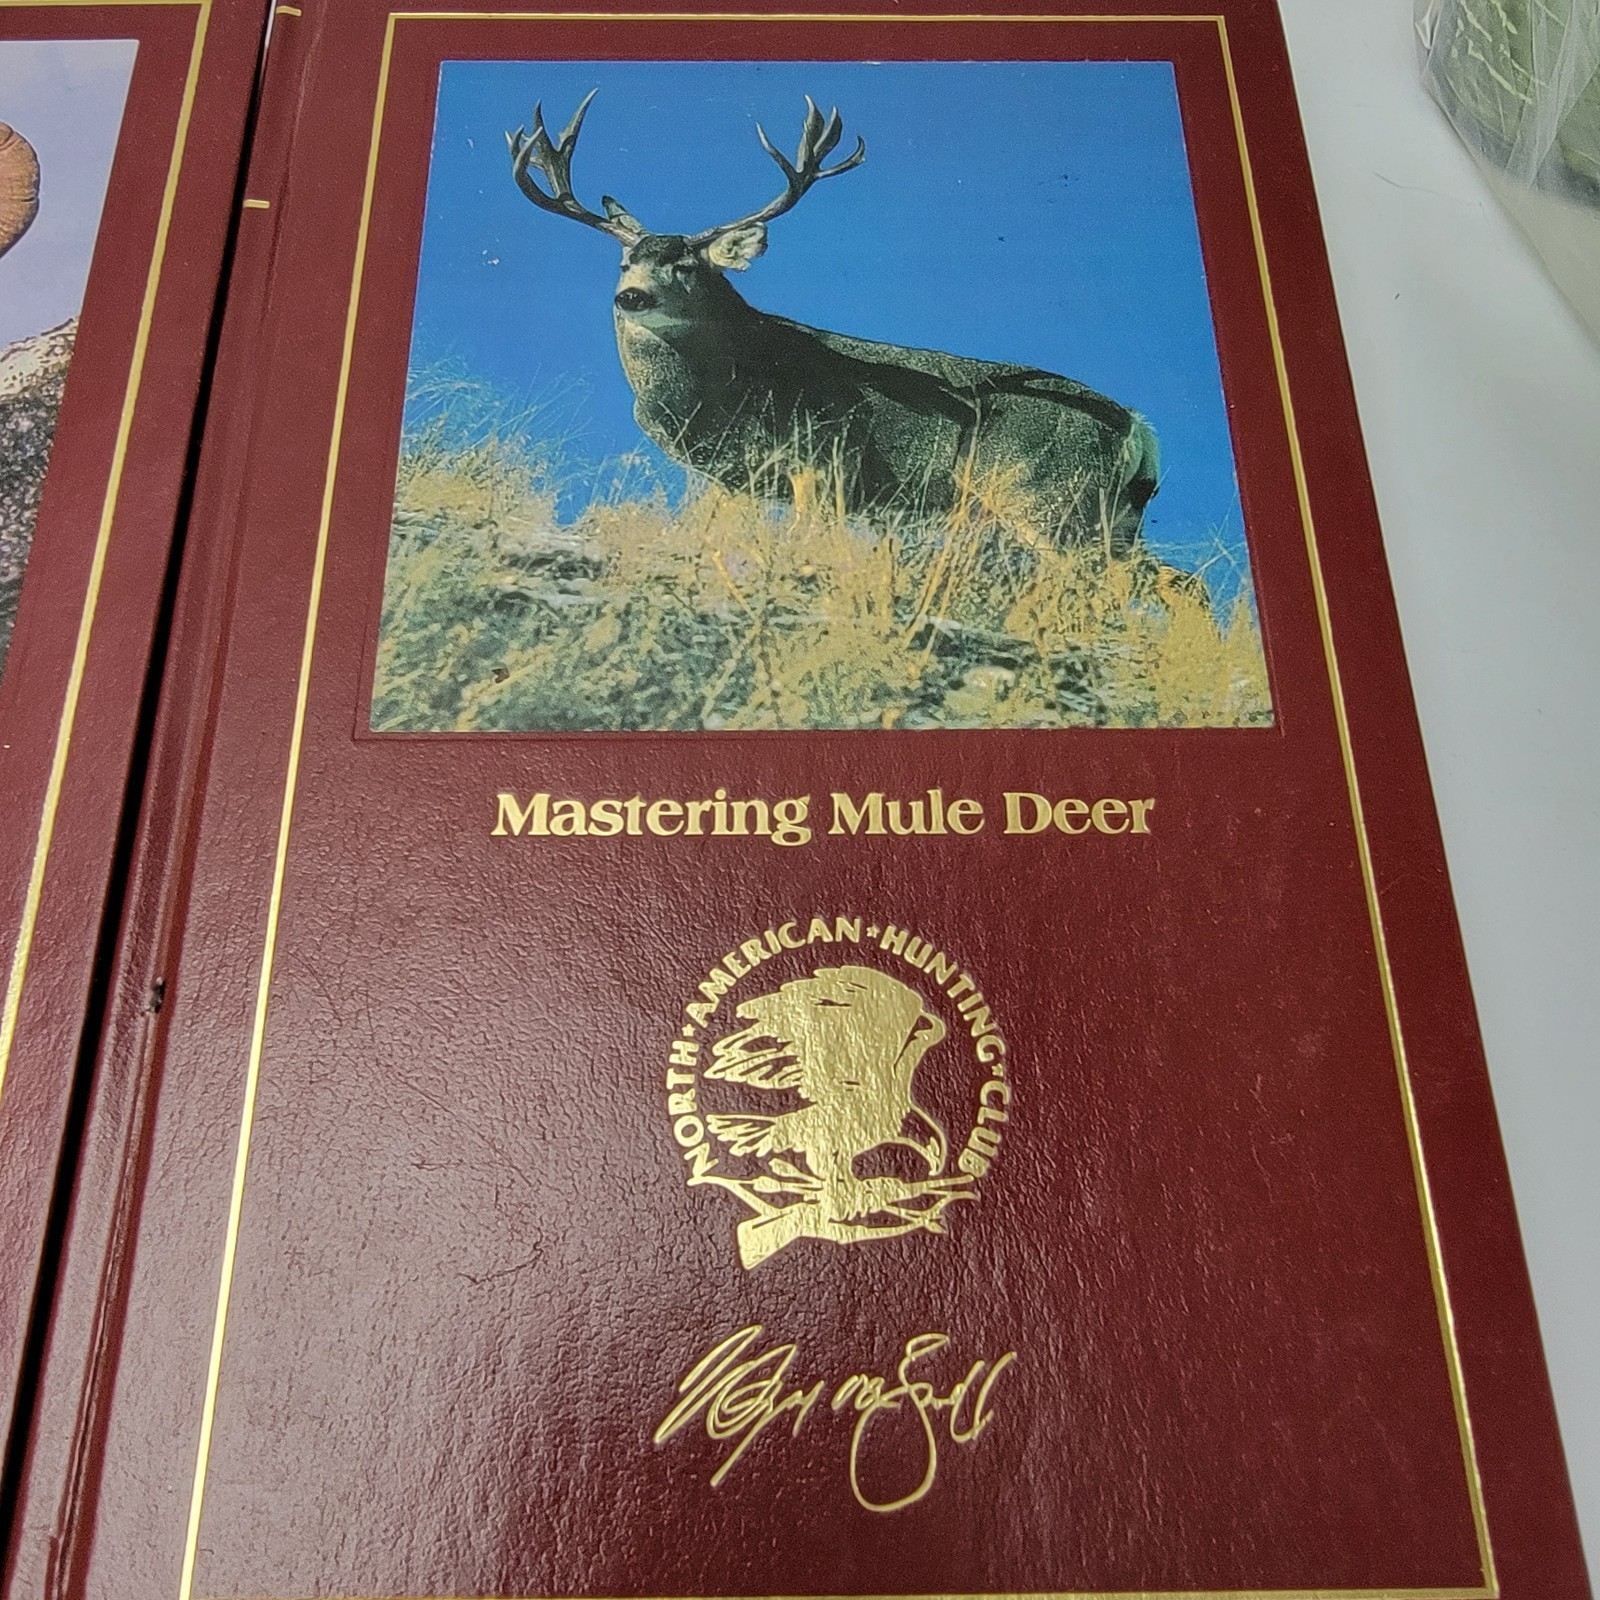 Mastering Mule Deer
NORTH★AMERICAN★HUNTING★CLUB